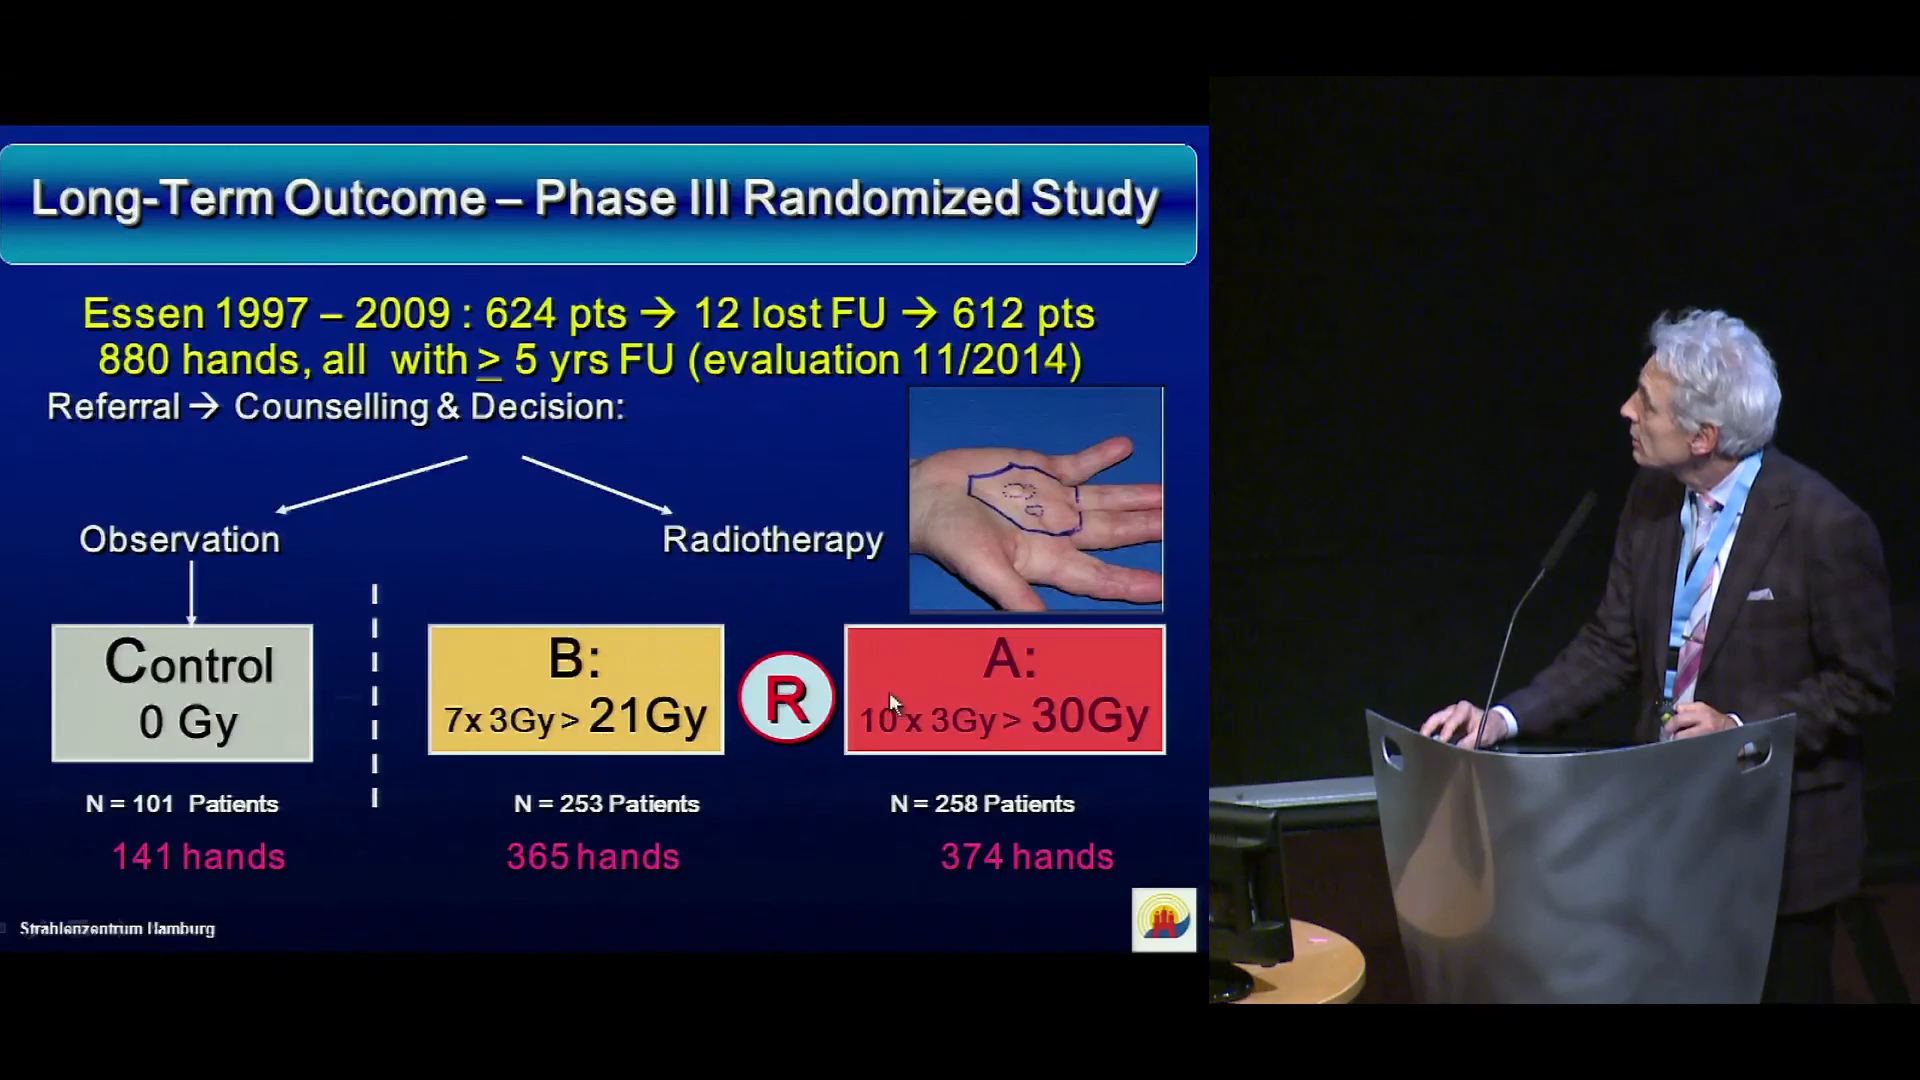 Long-Term Outcome – Phase III Randomized Study
Essen 1997 – 2009 : 624 pts → 12 lost FU → 612 pts
880 hands, all with ≥ 5 yrs FU (evaluation 11/2014)
Referral → Counselling & Decision:
Observation
Radiotherapy
Control
0 Gy
B:
7x 3Gy > 21Gy
R
A:
10 x 3Gy > 30Gy
N = 101 Patients
N = 253 Patients
N = 258 Patients
141 hands
365 hands
374 hands
Strahlenzentrum Hamburg